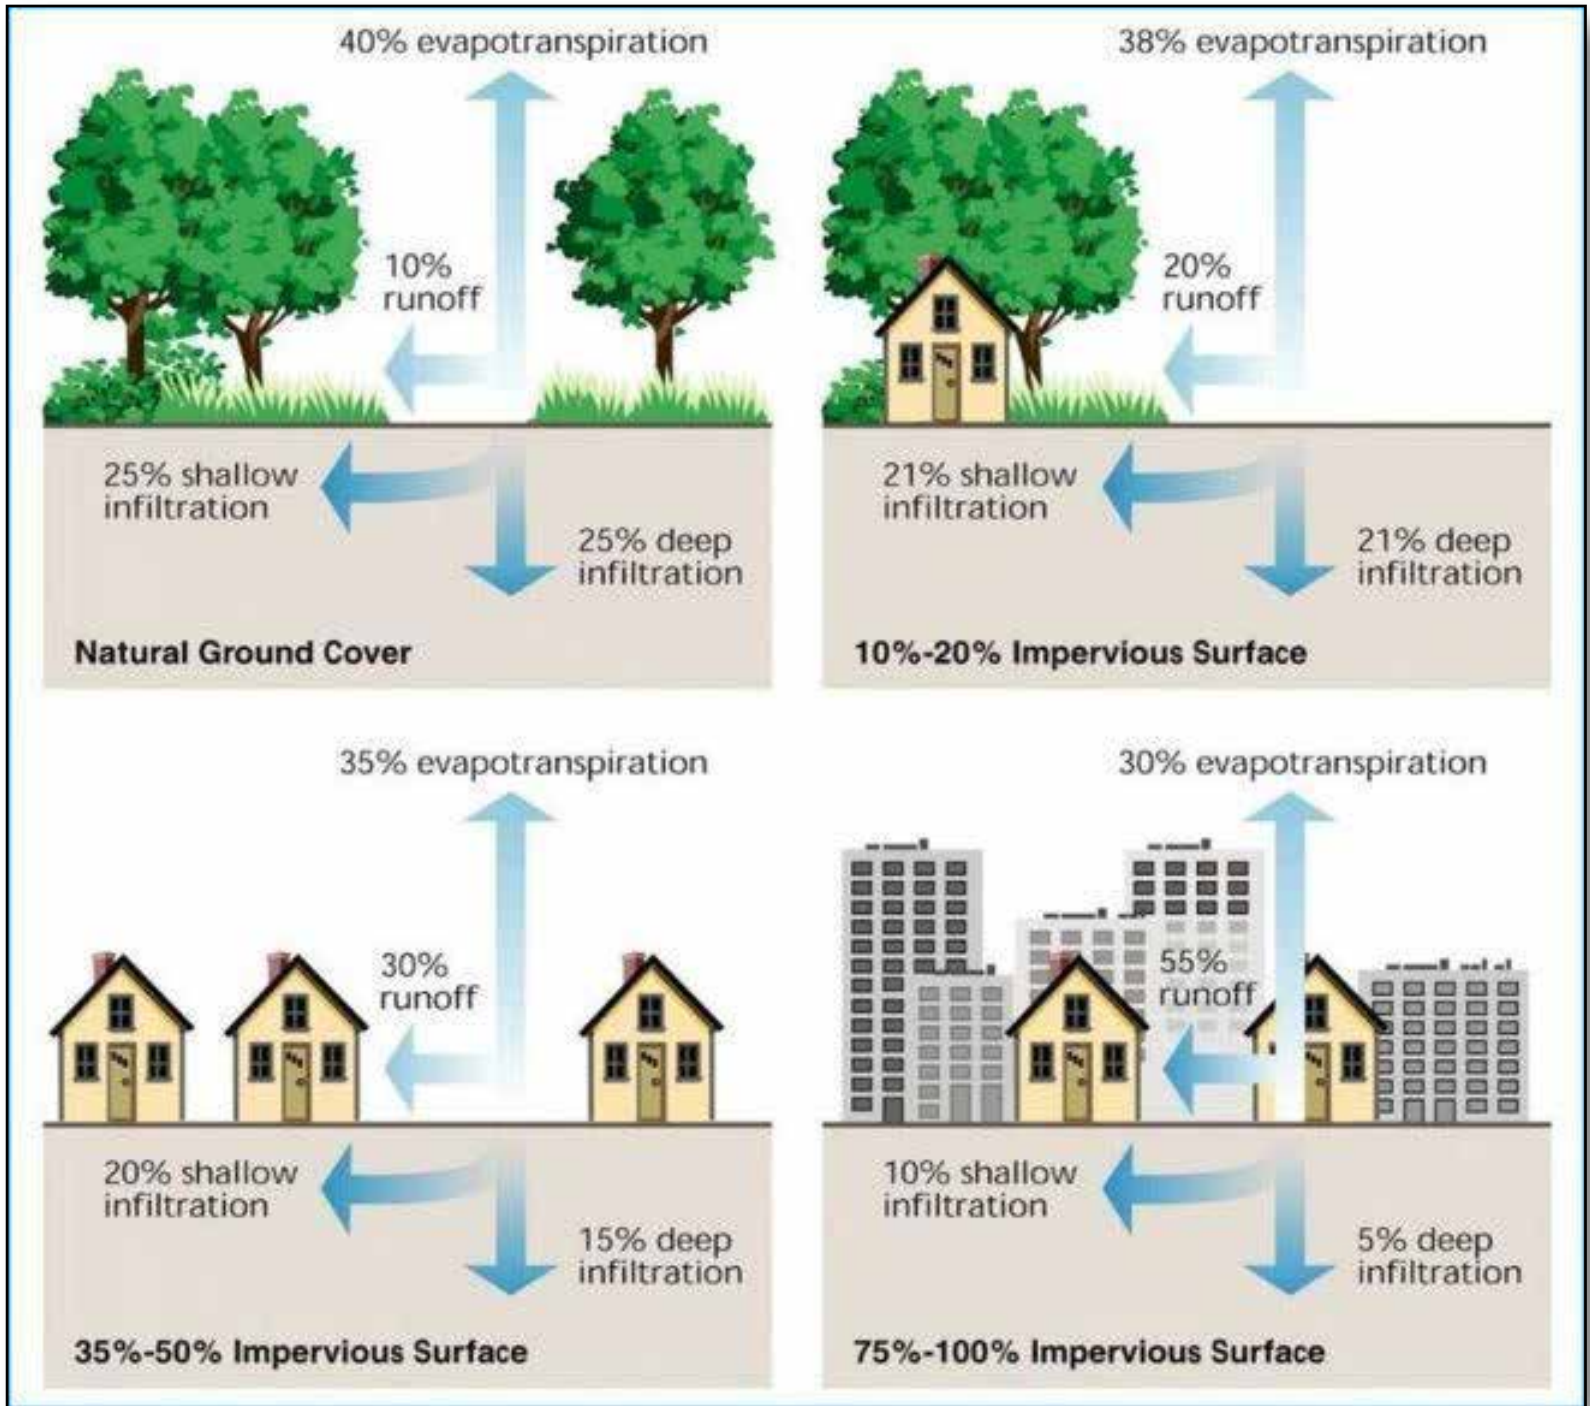 40% evapotranspiration
10%
runoff
25% shallow
infiltration
25% deep
infiltration
Natural Ground Cover
38% evapotranspiration
20%
runoff
21% shallow
infiltration
21% deep
infiltration
10%-20% Impervious Surface
35% evapotranspiration
30%
runoff
20% shallow
infiltration
15% deep
infiltration
35%-50% Impervious Surface
30% evapotranspiration
55%
runoff
10% shallow
infiltration
5% deep
infiltration
75%-100% Impervious Surface